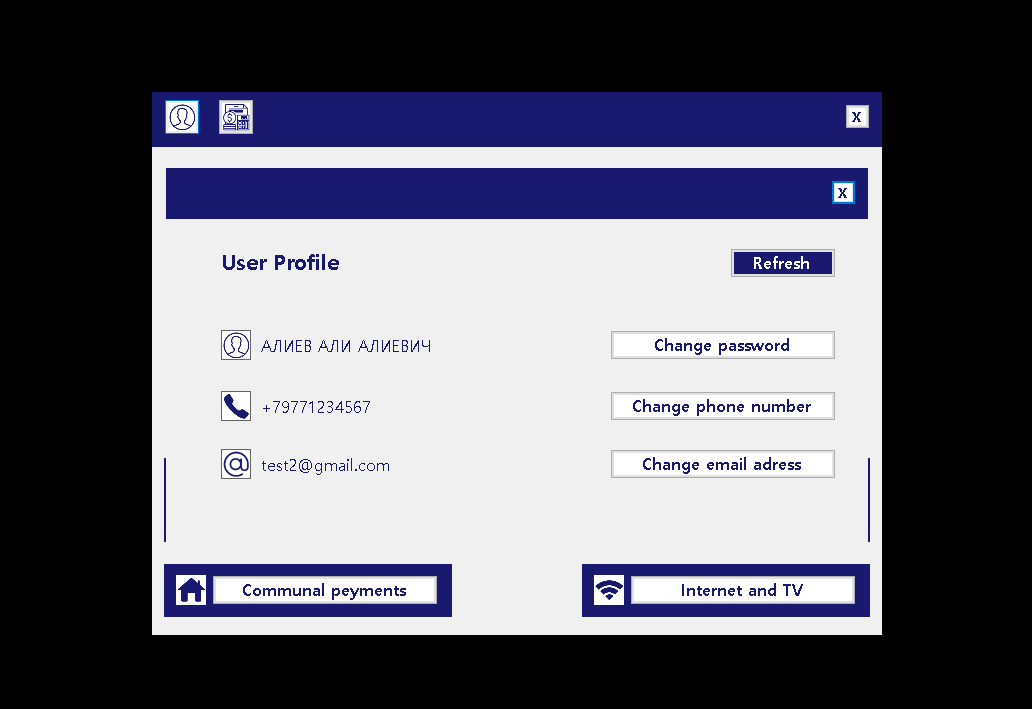 X
X
User Profile
Refresh
АЛИЕВ АЛИ АЛИЕВИЧ
Change password
+79771234567
Change phone number
test2@gmail.com
Change email adress
Communal peyments
Internet and TV